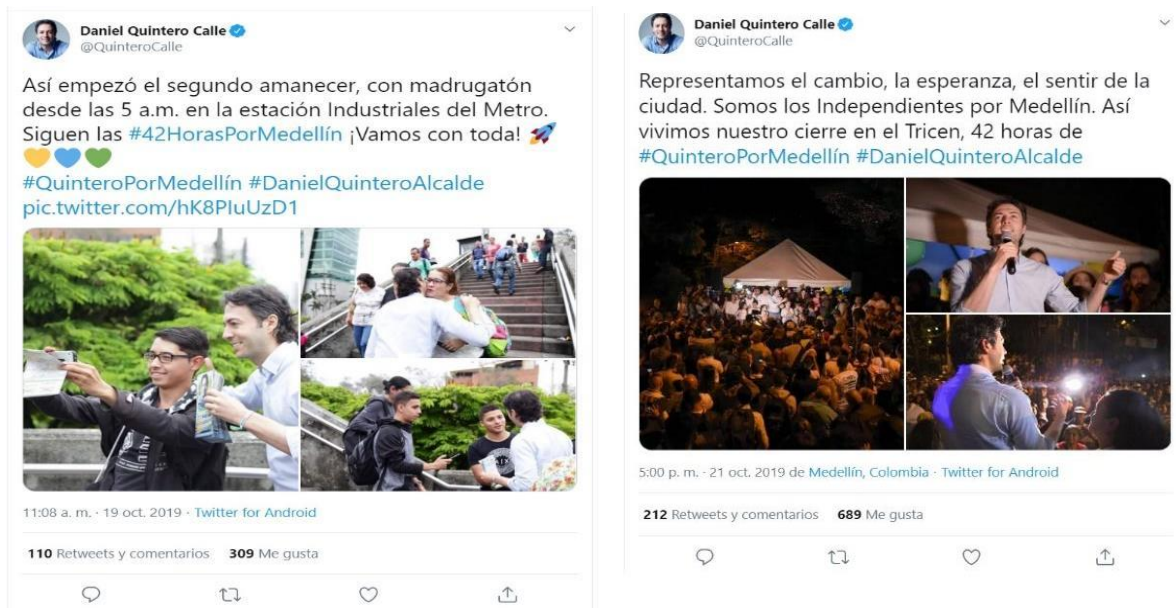 Daniel Quintero Calle
@QuinteroCalle
Así empezó el segundo amanecer, con madrugatón
desde las 5 a.m. en la estación Industriales del Metro.
Siguen las #42HorasPorMedellín ¡Vamos con toda! 🚀
💛 💙 💚
#QuinteroPorMedellín #DanielQuinteroAlcalde
pic.twitter.com/hK8PIuUzD1
11:08 a. m. · 19 oct. 2019 · Twitter for Android
110 Retweets y comentarios 309 Me gusta
Daniel Quintero Calle
@QuinteroCalle
Representamos el cambio, la esperanza, el sentir de la
ciudad. Somos los Independientes por Medellín. Así
vivimos nuestro cierre en el Tricen, 42 horas de
#QuinteroPorMedellín #DanielQuinteroAlcalde
5:00 p. m. · 21 oct. 2019 de Medellín, Colombia · Twitter for Android
212 Retweets y comentarios 689 Me gusta